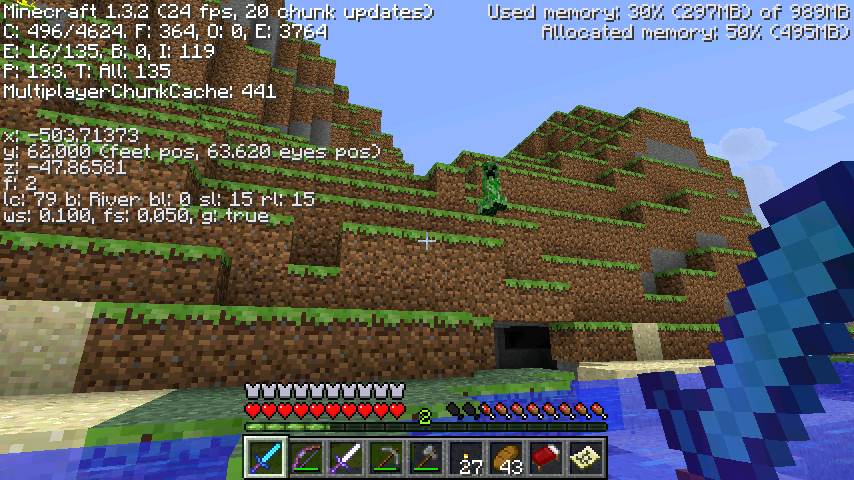 Minecraft 1.3.2 (24 fps, 20 chunk updates)
Used memory: 30% (297MB) of 989MB
C: 496/4624, F: 364, O: 0, E: 3764
Allocated memory: 50% (495MB)
E: 16/135, B: 0, I: 119
P: 133, T: All: 135
MultiplayerChunkCache: 441
x: -503.71373
y: 62.000 (feet pos, 63.620 eyes pos)
z: -47.86581
f: 2
lc: 79 b: River bl: 0 sl: 15 rl: 15
ws: 0.100, fs: 0.050, g: true
8
27
43